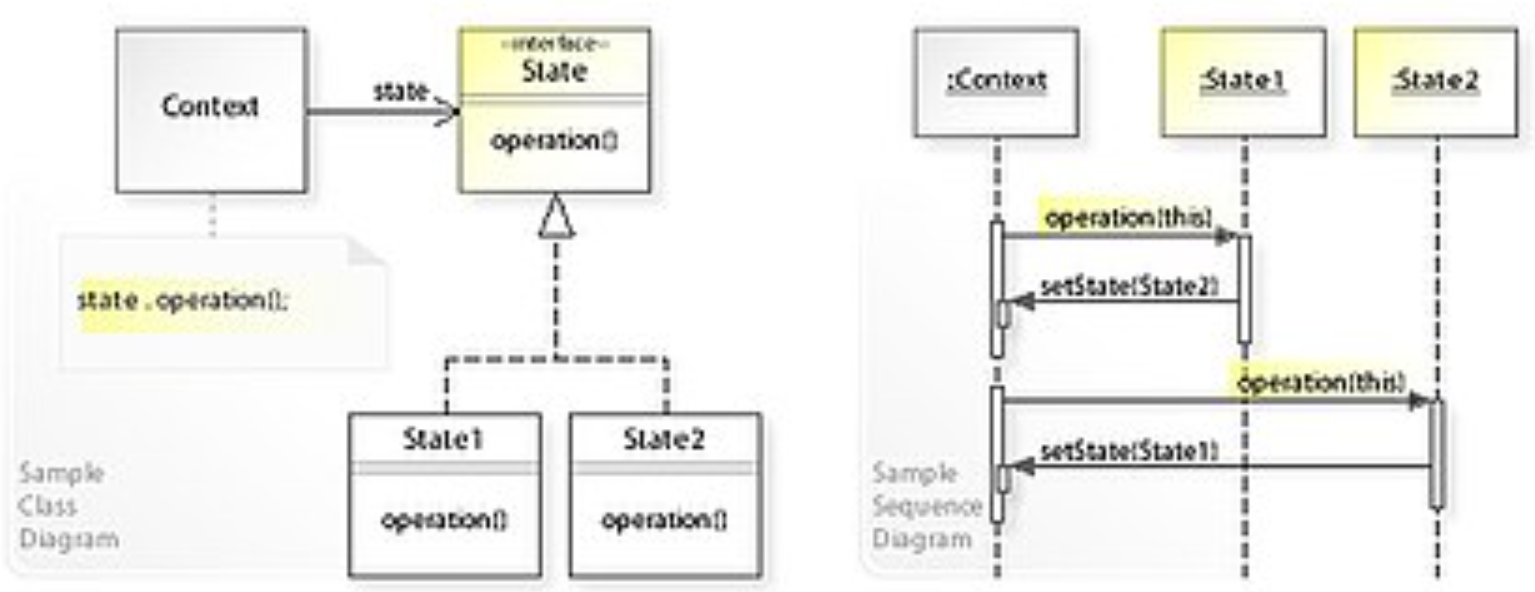 Context
state
«interface»
State
operation()
state . operation();
State1
operation()
State2
operation()
Sample
Class
Diagram
:Context
:State1
:State2
operation(this)
setState(State2)
operation(this)
setState(State1)
Sample
Sequence
Diagram